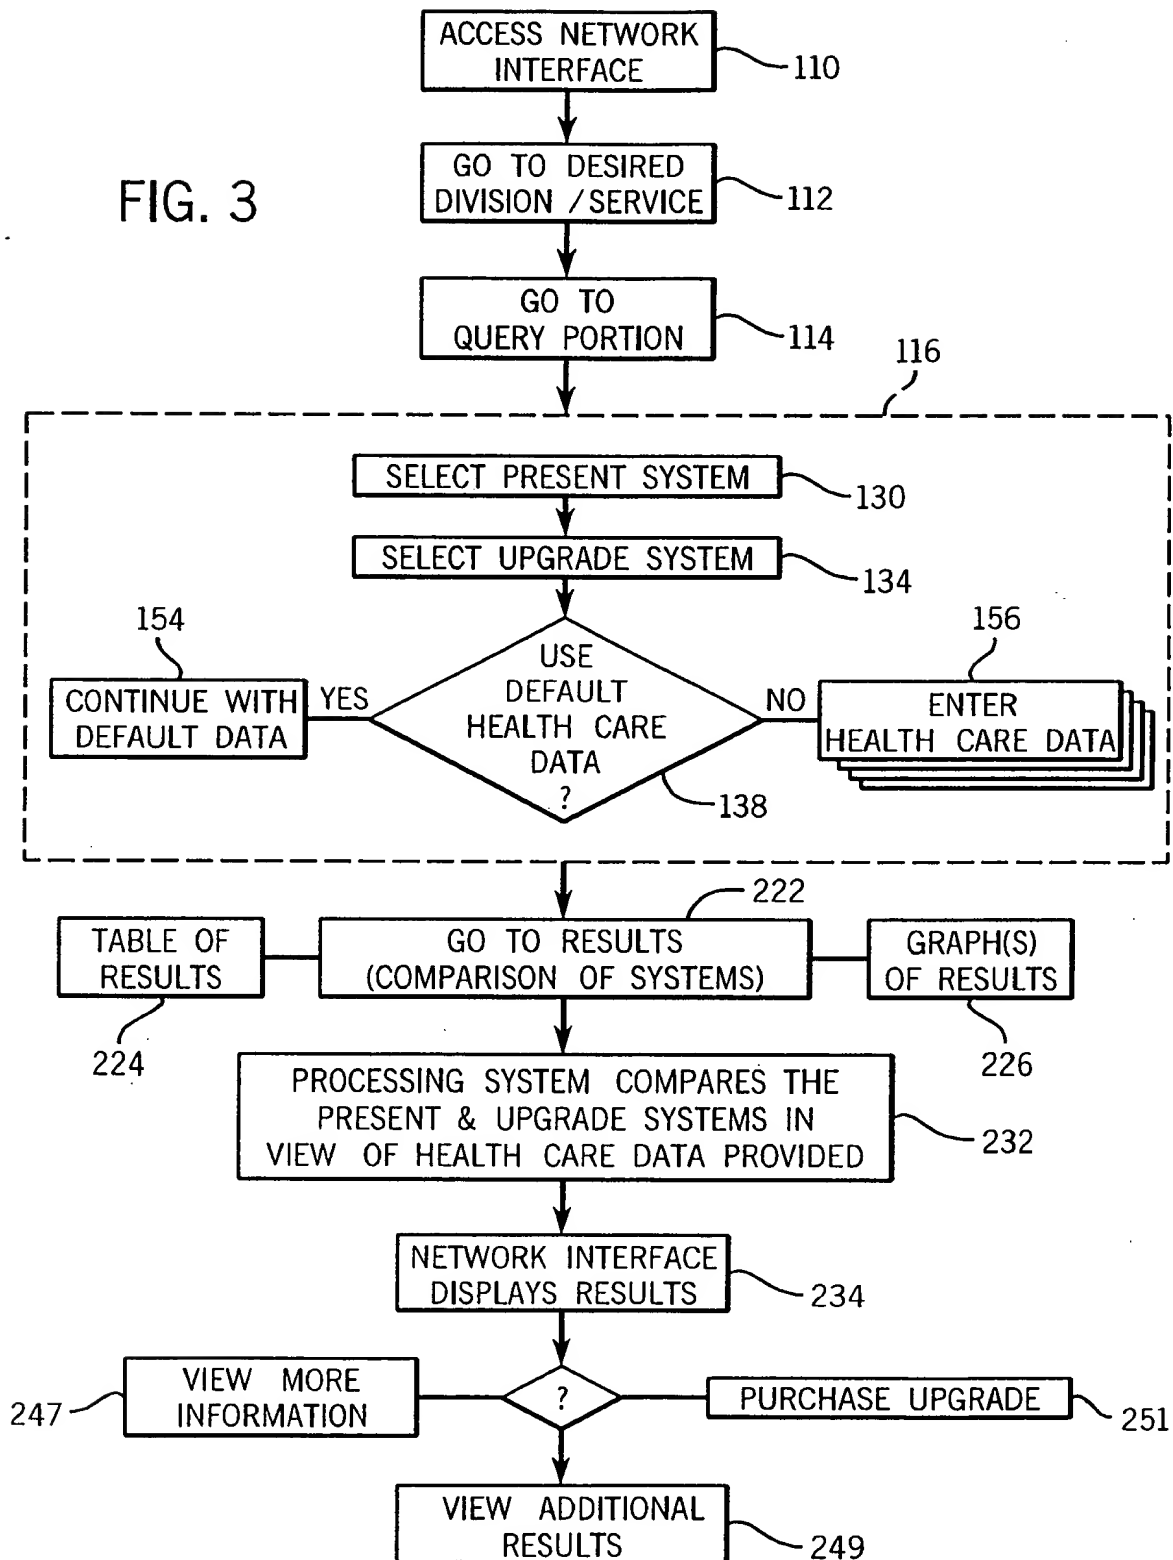 ACCESS NETWORK
INTERFACE
110
GO TO DESIRED
DIVISION / SERVICE
112
FIG. 3
GO TO
QUERY PORTION
114
116
SELECT PRESENT SYSTEM
130
SELECT UPGRADE SYSTEM
134
154
CONTINUE WITH
DEFAULT DATA
YES
USE
DEFAULT
HEALTH CARE
DATA
?
138
NO
156
ENTER
HEALTH CARE DATA
222
TABLE OF
RESULTS
224
GO TO RESULTS
(COMPARISON OF SYSTEMS)
GRAPH(S)
OF RESULTS
226
PROCESSING SYSTEM COMPARES THE
PRESENT & UPGRADE SYSTEMS IN
VIEW OF HEALTH CARE DATA PROVIDED
232
NETWORK INTERFACE
DISPLAYS RESULTS
234
247
VIEW MORE
INFORMATION
?
PURCHASE UPGRADE
251
VIEW ADDITIONAL
RESULTS
249